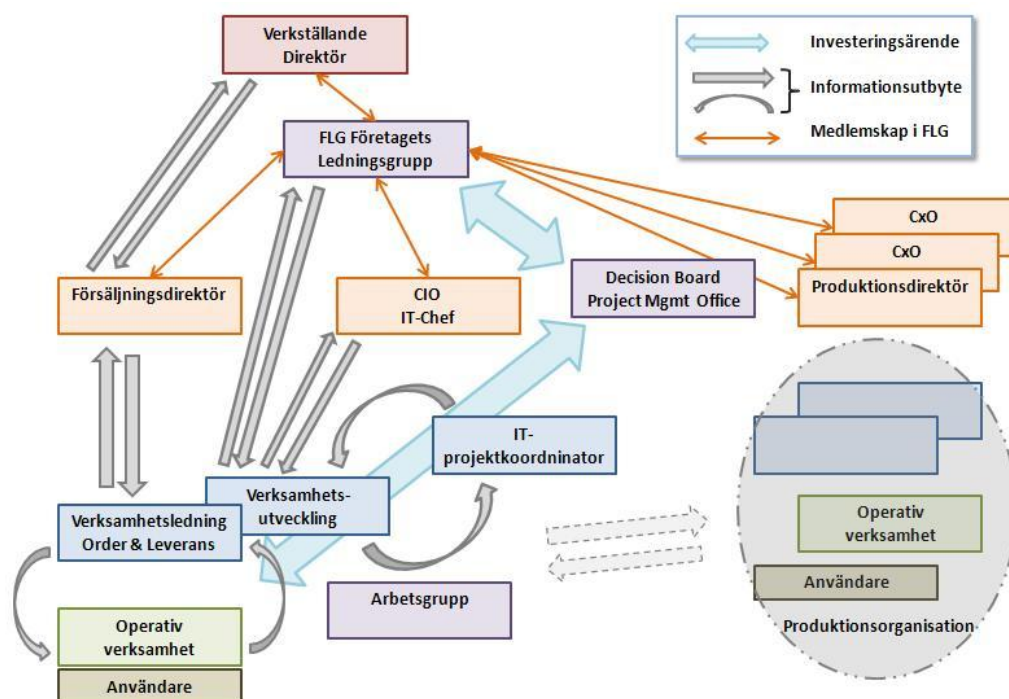 Verkställande
Direktör
Investeringsärende
Informationsutbyte
Medlemskap i FLG
FLG Företagets
Ledningsgrupp
CxO
CxO
Produktionsdirektör
Försäljningsdirektör
CIO
IT-Chef
Decision Board
Project Mgmt Office
IT-
projektkoordninator
Verksamhets-
utveckling
Verksamhetsledning
Order & Leverans
Operativ
verksamhet
Användare
Arbetsgrupp
Operativ
verksamhet
Användare
Produktionsorganisation